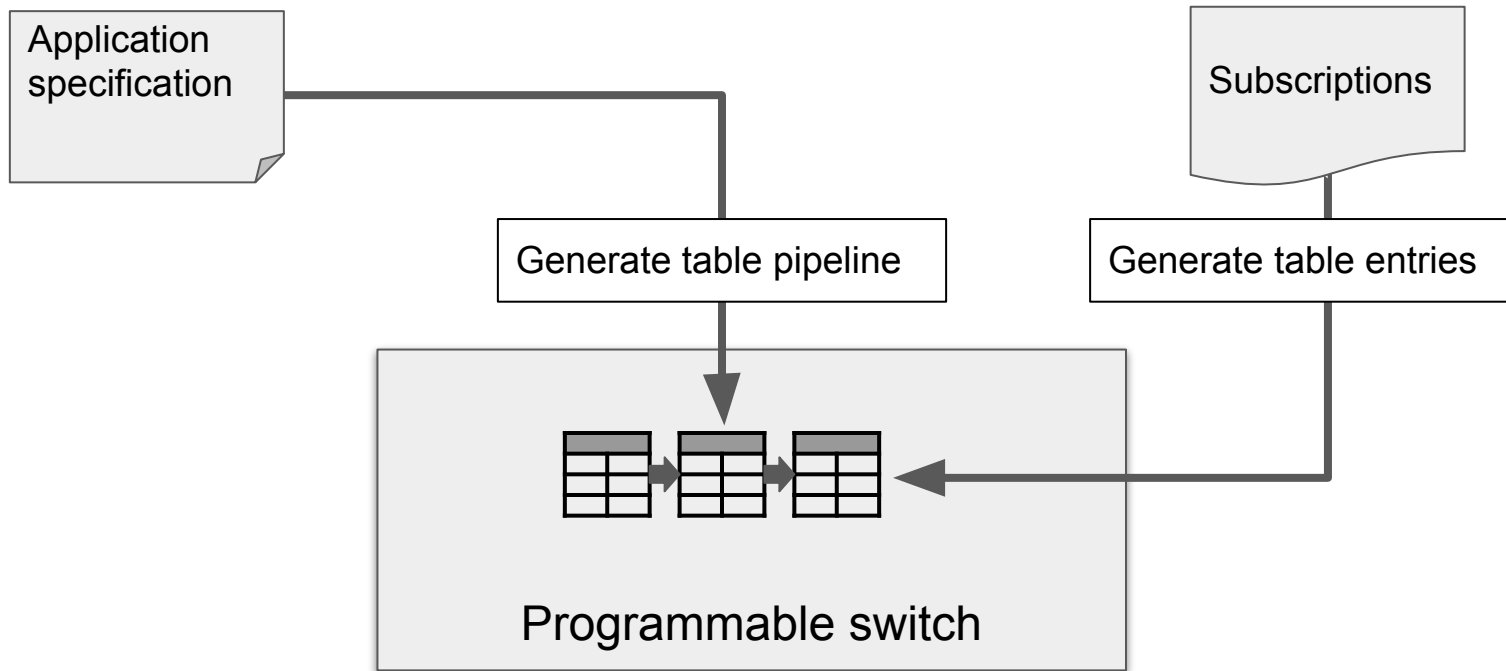 Application
specification
Subscriptions
Generate table pipeline
Generate table entries
Programmable switch